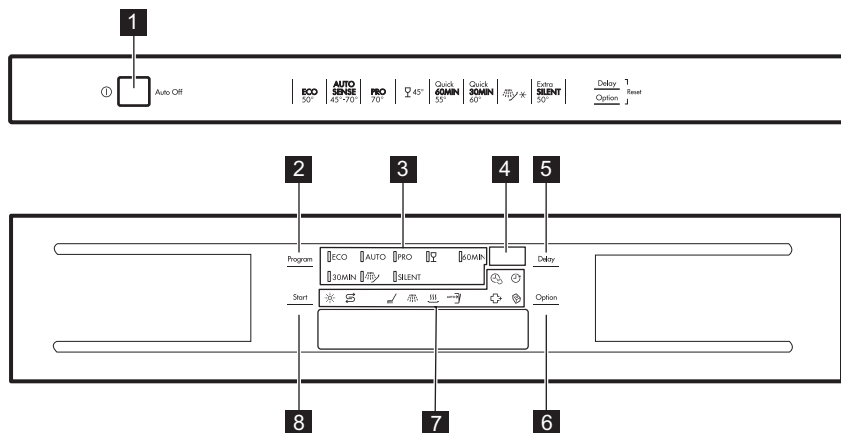 1
Auto Off
ECO 50°
AUTO SENSE 45°-70°
PRO 70°
45°
Quick 60MIN 55°
Quick 30MIN 60°
Extra SILENT 50°
Delay
Option
Reset
2
3
4
5
Program
ECO AUTO PRO 60MIN
Delay
30MIN SILENT
Start
Option
8
7
6